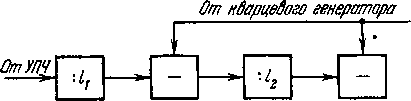 От кварцевого генератора
От УПЧ
:l₁
—
:l₂
—